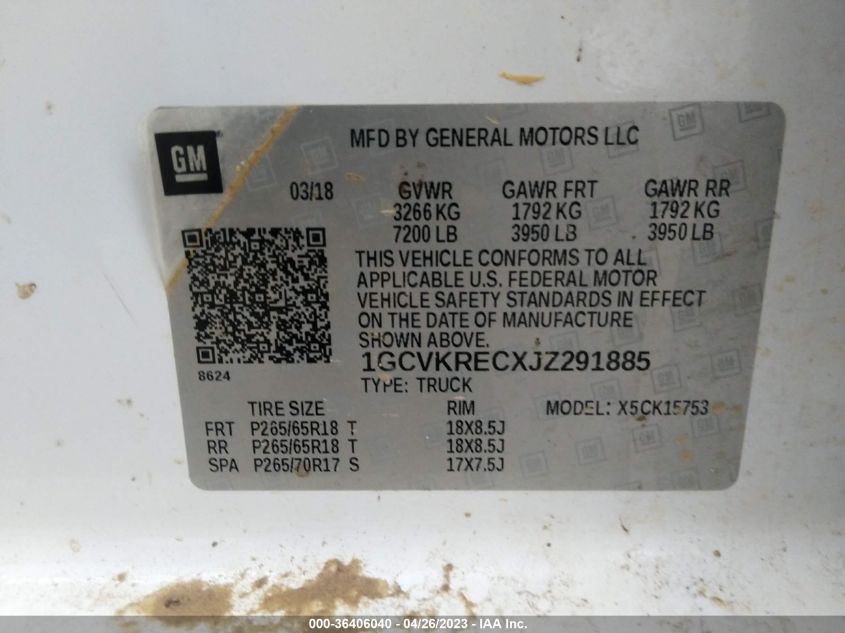 GM
MFD BY GENERAL MOTORS LLC
03/18 GVWR GAWR FRT GAWR RR
3266 KG 1792 KG 1792 KG
7200 LB 3950 LB 3950 LB
THIS VEHICLE CONFORMS TO ALL
APPLICABLE U.S. FEDERAL MOTOR
VEHICLE SAFETY STANDARDS IN EFFECT
ON THE DATE OF MANUFACTURE
SHOWN ABOVE.
8624
1GCVKRECXJZ291885
TYPE: TRUCK
TIRE SIZE RIM MODEL: X5CK15753
FRT P265/65R18 T 18X8.5J
RR P265/65R18 T 18X8.5J
SPA P265/70R17 S 17X7.5J
000-36406040 - 04/26/2023 - IAA Inc.